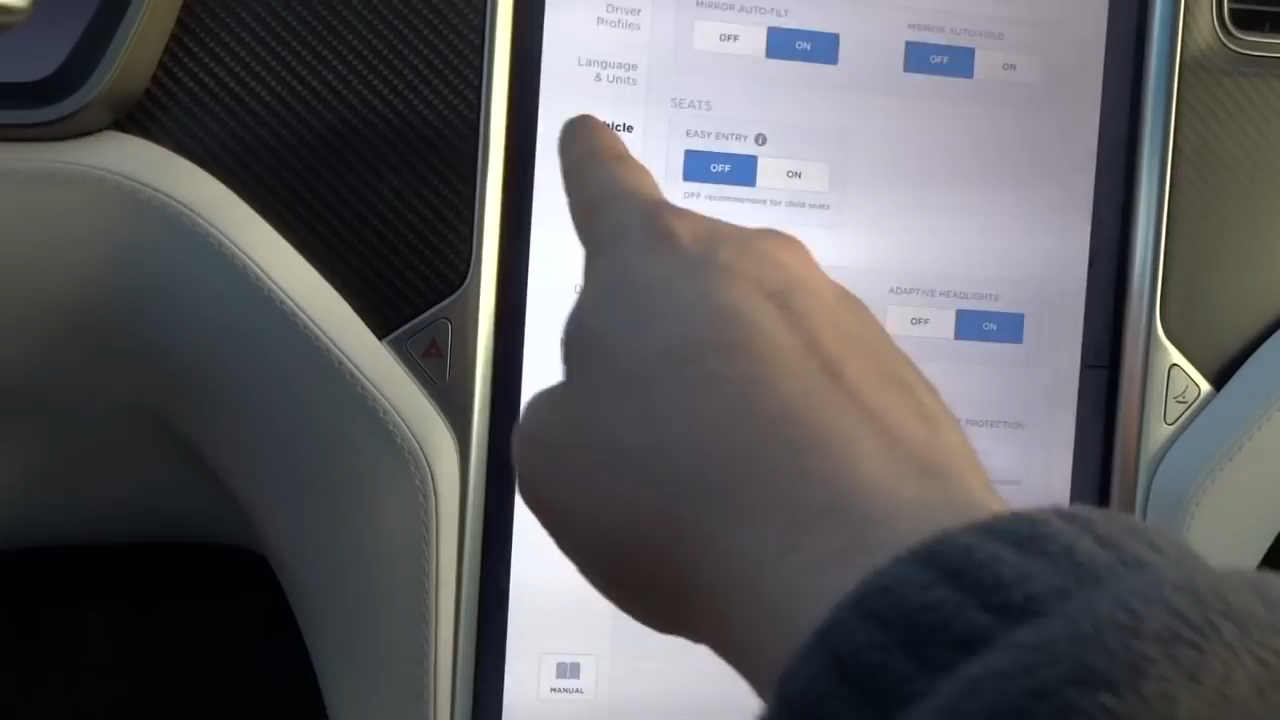 Driver
Profiles
MIRROR AUTO-TILT
OFF ON
MIRROR AUTO-FOLD
OFF ON
Language
& Units
SEATS
hicle
EASY ENTRY i
OFF ON
OFF recommended for child seats
ADAPTIVE HEADLIGHTS
OFF ON
PROTECTION
MANUAL